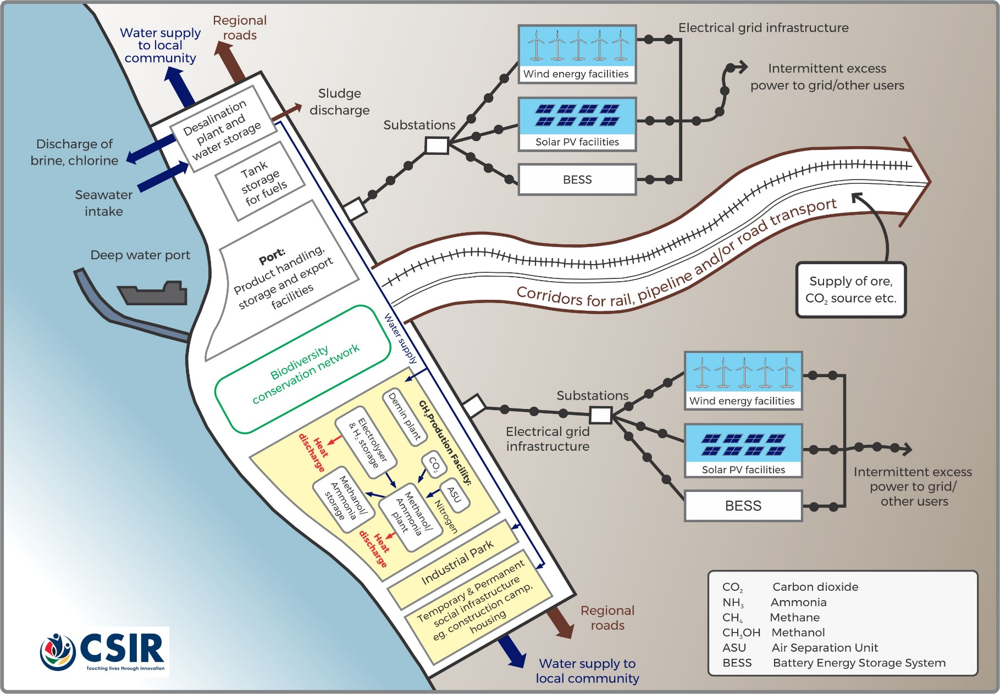 Regional
roads
Water supply
to local
community
Electrical grid infrastructure
Wind energy facilities
Intermittent excess
power to grid/other users
Sludge
discharge
Substations
Solar PV facilities
BESS
Desalination
plant and
water storage
Discharge of
brine, chlorine
Seawater
intake
Tank
storage
for fuels
Deep water port
Port:
Product handling,
storage and export
facilities
Corridors for rail, pipeline and/or road transport
Supply of ore,
CO₂ source etc.
Water supply
Biodiversity
conservation network
GH₂Prodution Facility:
Demin plant
Electrolyser
& H₂ storage
Heat
discharge
CO₂
ASU
Nitrogen
Methanol/
Ammonia
storage
Methanol/
Ammonia
plant
Heat
discharge
Industrial Park
Temporary & Permanent
social infrastructure
eg. construction camp,
housing
Substations
Electrical grid
infrastructure
Wind energy facilities
Solar PV facilities
BESS
Intermittent excess
power to grid/
other users
Regional
roads
Water supply to
local community
CO₂ Carbon dioxide
NH₃ Ammonia
CH₄ Methane
CH₃OH Methanol
ASU Air Separation Unit
BESS Battery Energy Storage System
CSIR
Touching lives through innovation